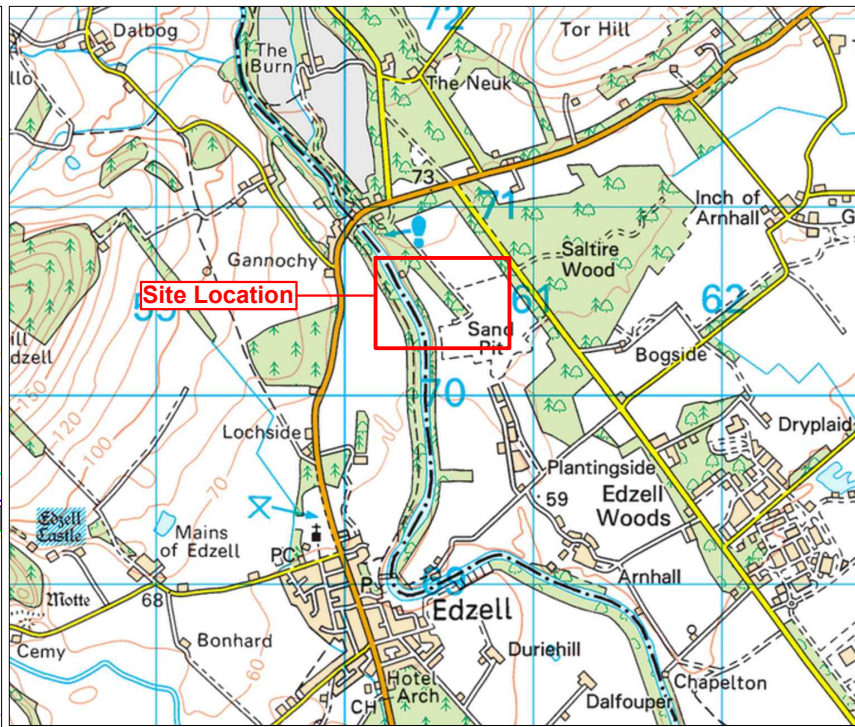 72
Dalbog
Tor Hill
The
Burn
The Neuk
llo
73
71
Inch of
Arnhall
G
Gannochy
Saltire
Wood
Site Location
61
62
Sand
Pit
ill
dzell
Bogside
150
120
100
70
70
Lochside
Dryplaid
Plantingside
59
Edzell
Woods
Edzell
Castle
Mains
of Edzell
PC
Arnhall
Motte
68
Edzell
Cemy
Bonhard
60
Duriehill
Hotel
Arch
CH
Dalfouper
Chapelton